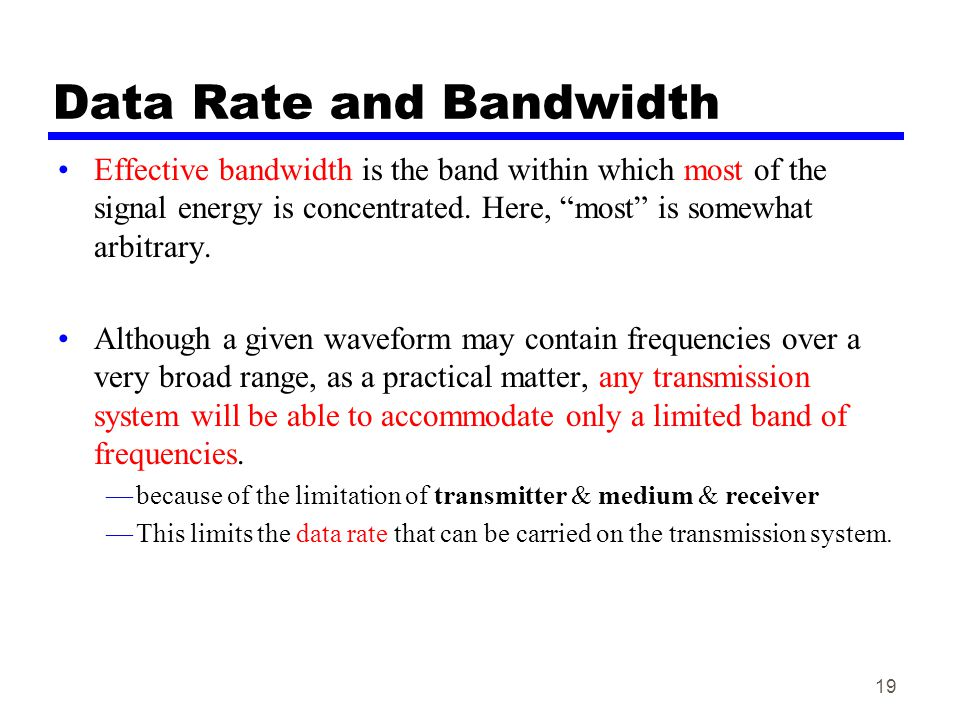 Data Rate and Bandwidth
• Effective bandwidth is the band within which most of the
signal energy is concentrated. Here, “most” is somewhat
arbitrary.
• Although a given waveform may contain frequencies over a
very broad range, as a practical matter, any transmission
system will be able to accommodate only a limited band of
frequencies.
—because of the limitation of transmitter & medium & receiver
—This limits the data rate that can be carried on the transmission system.
19